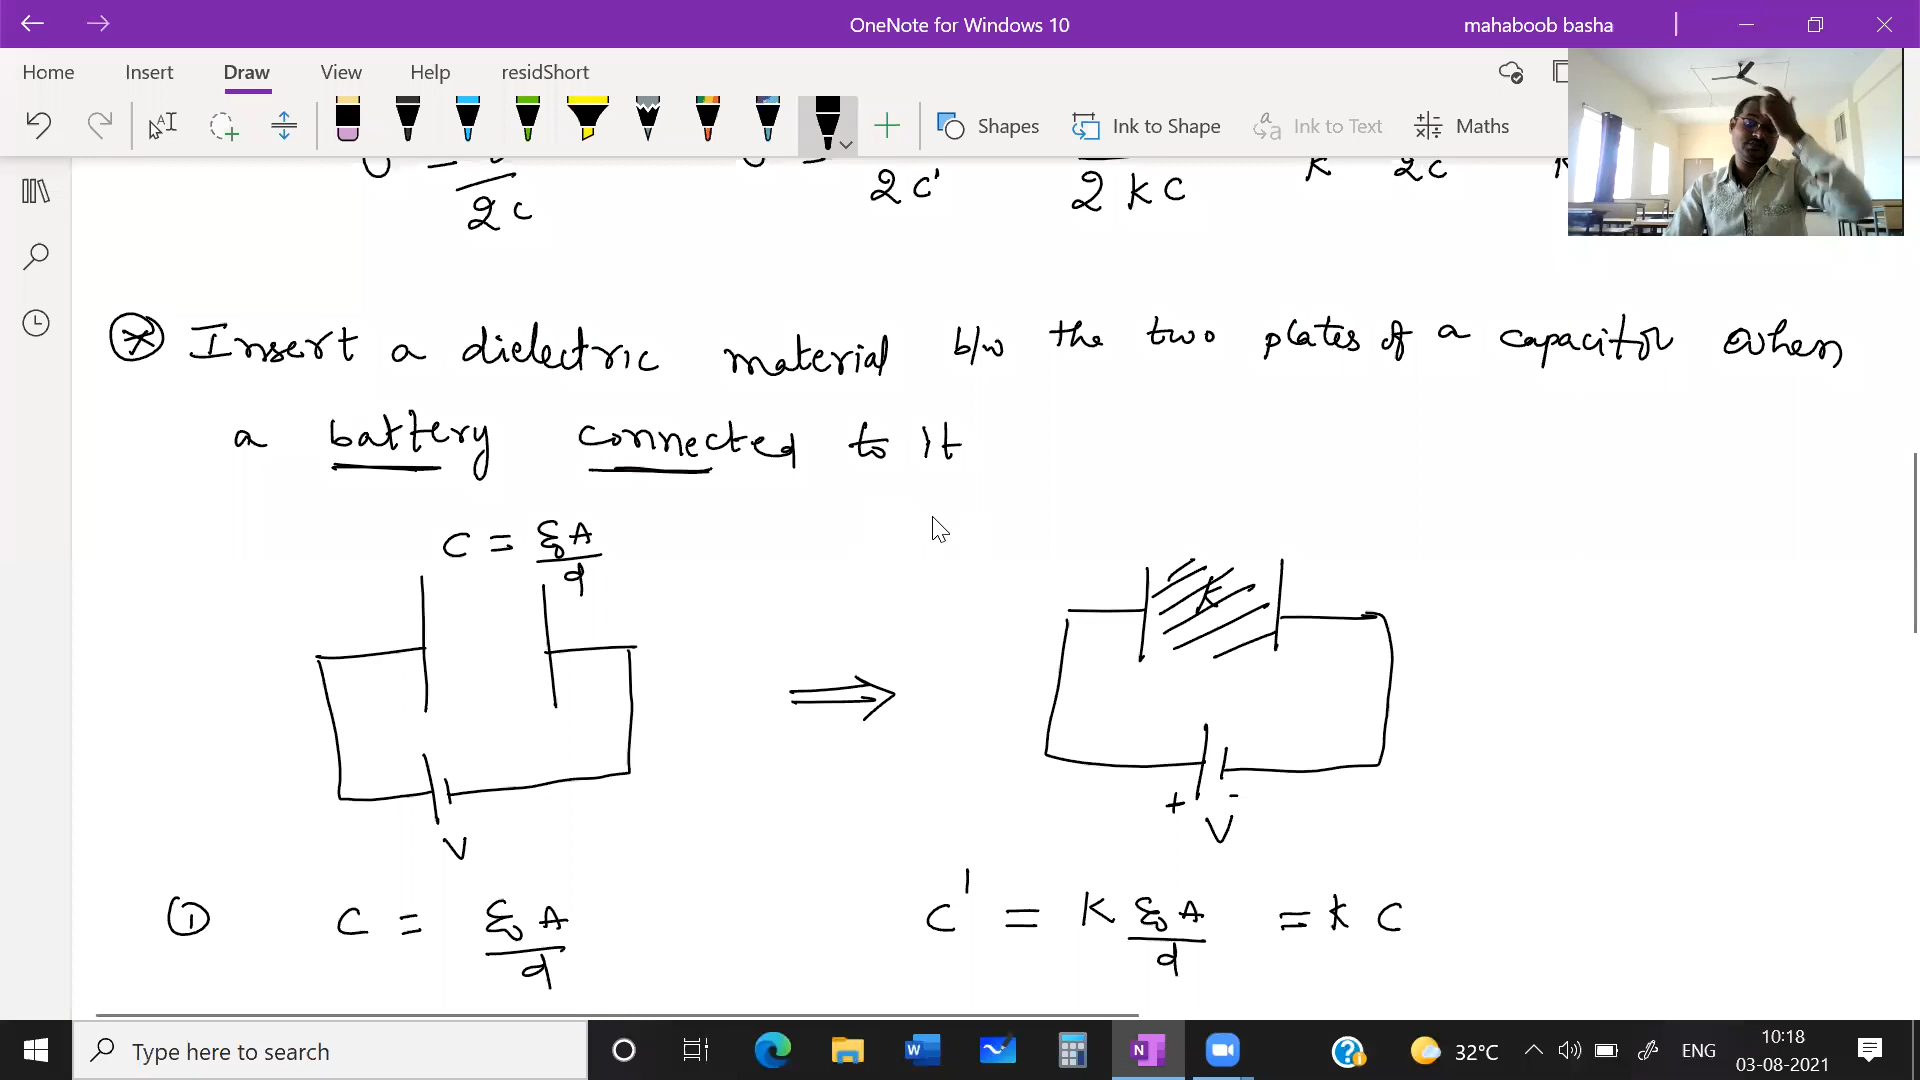 OneNote for Windows 10
mahaboob basha
Home Insert Draw View Help residShort
Shapes Ink to Shape Ink to Text Maths
2c 2c' 2kC k 2c
Insert a dielectric material b/w the two plates of a capacitor when
a battery connected to it
C = ε₀A/d
K
V
+ -
V
① C = ε₀A/d C' = K ε₀A/d = k C
Type here to search
32°C ENG 10:18
03-08-2021